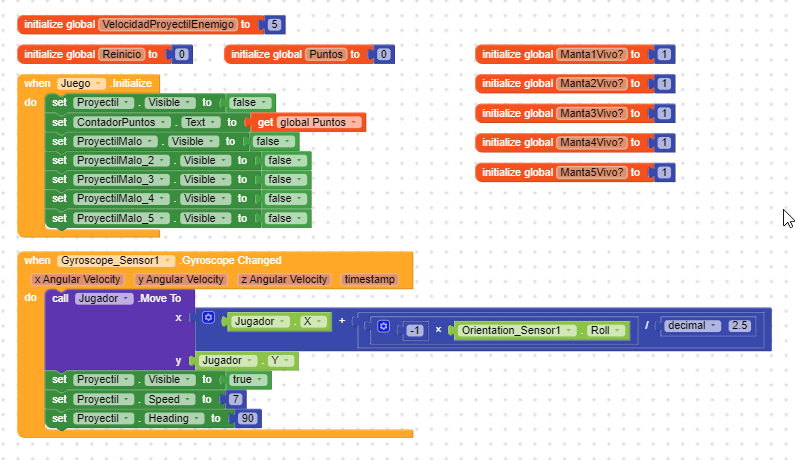 initialize global VelocidadProyectilEnemigo to 5
initialize global Reinicio to 0
initialize global Puntos to 0
initialize global Manta1Vivo? to 1
initialize global Manta2Vivo? to 1
initialize global Manta3Vivo? to 1
initialize global Manta4Vivo? to 1
initialize global Manta5Vivo? to 1
when Juego .Initialize
do set Proyectil . Visible to false
set ContadorPuntos . Text to get global Puntos
set ProyectilMalo . Visible to false
set ProyectilMalo_2 . Visible to false
set ProyectilMalo_3 . Visible to false
set ProyectilMalo_4 . Visible to false
set ProyectilMalo_5 . Visible to false
when Gyroscope_Sensor1 .Gyroscope Changed
x Angular Velocity y Angular Velocity z Angular Velocity timestamp
do call Jugador .Move To
x Jugador . X + -1 × Orientation_Sensor1 . Roll / decimal 2.5
y Jugador . Y
set Proyectil . Visible to true
set Proyectil . Speed to 7
set Proyectil . Heading to 90